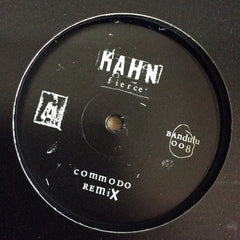 KAHN
fierce
A
BANdulu
008
COMMODO
REMiX